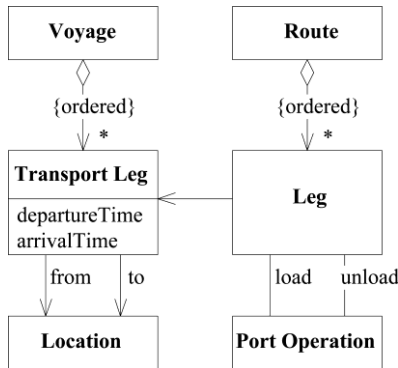 Voyage
Route
{ordered}
{ordered}
*
*
Transport Leg
departureTime
arrivalTime
Leg
from
to
load
unload
Location
Port Operation